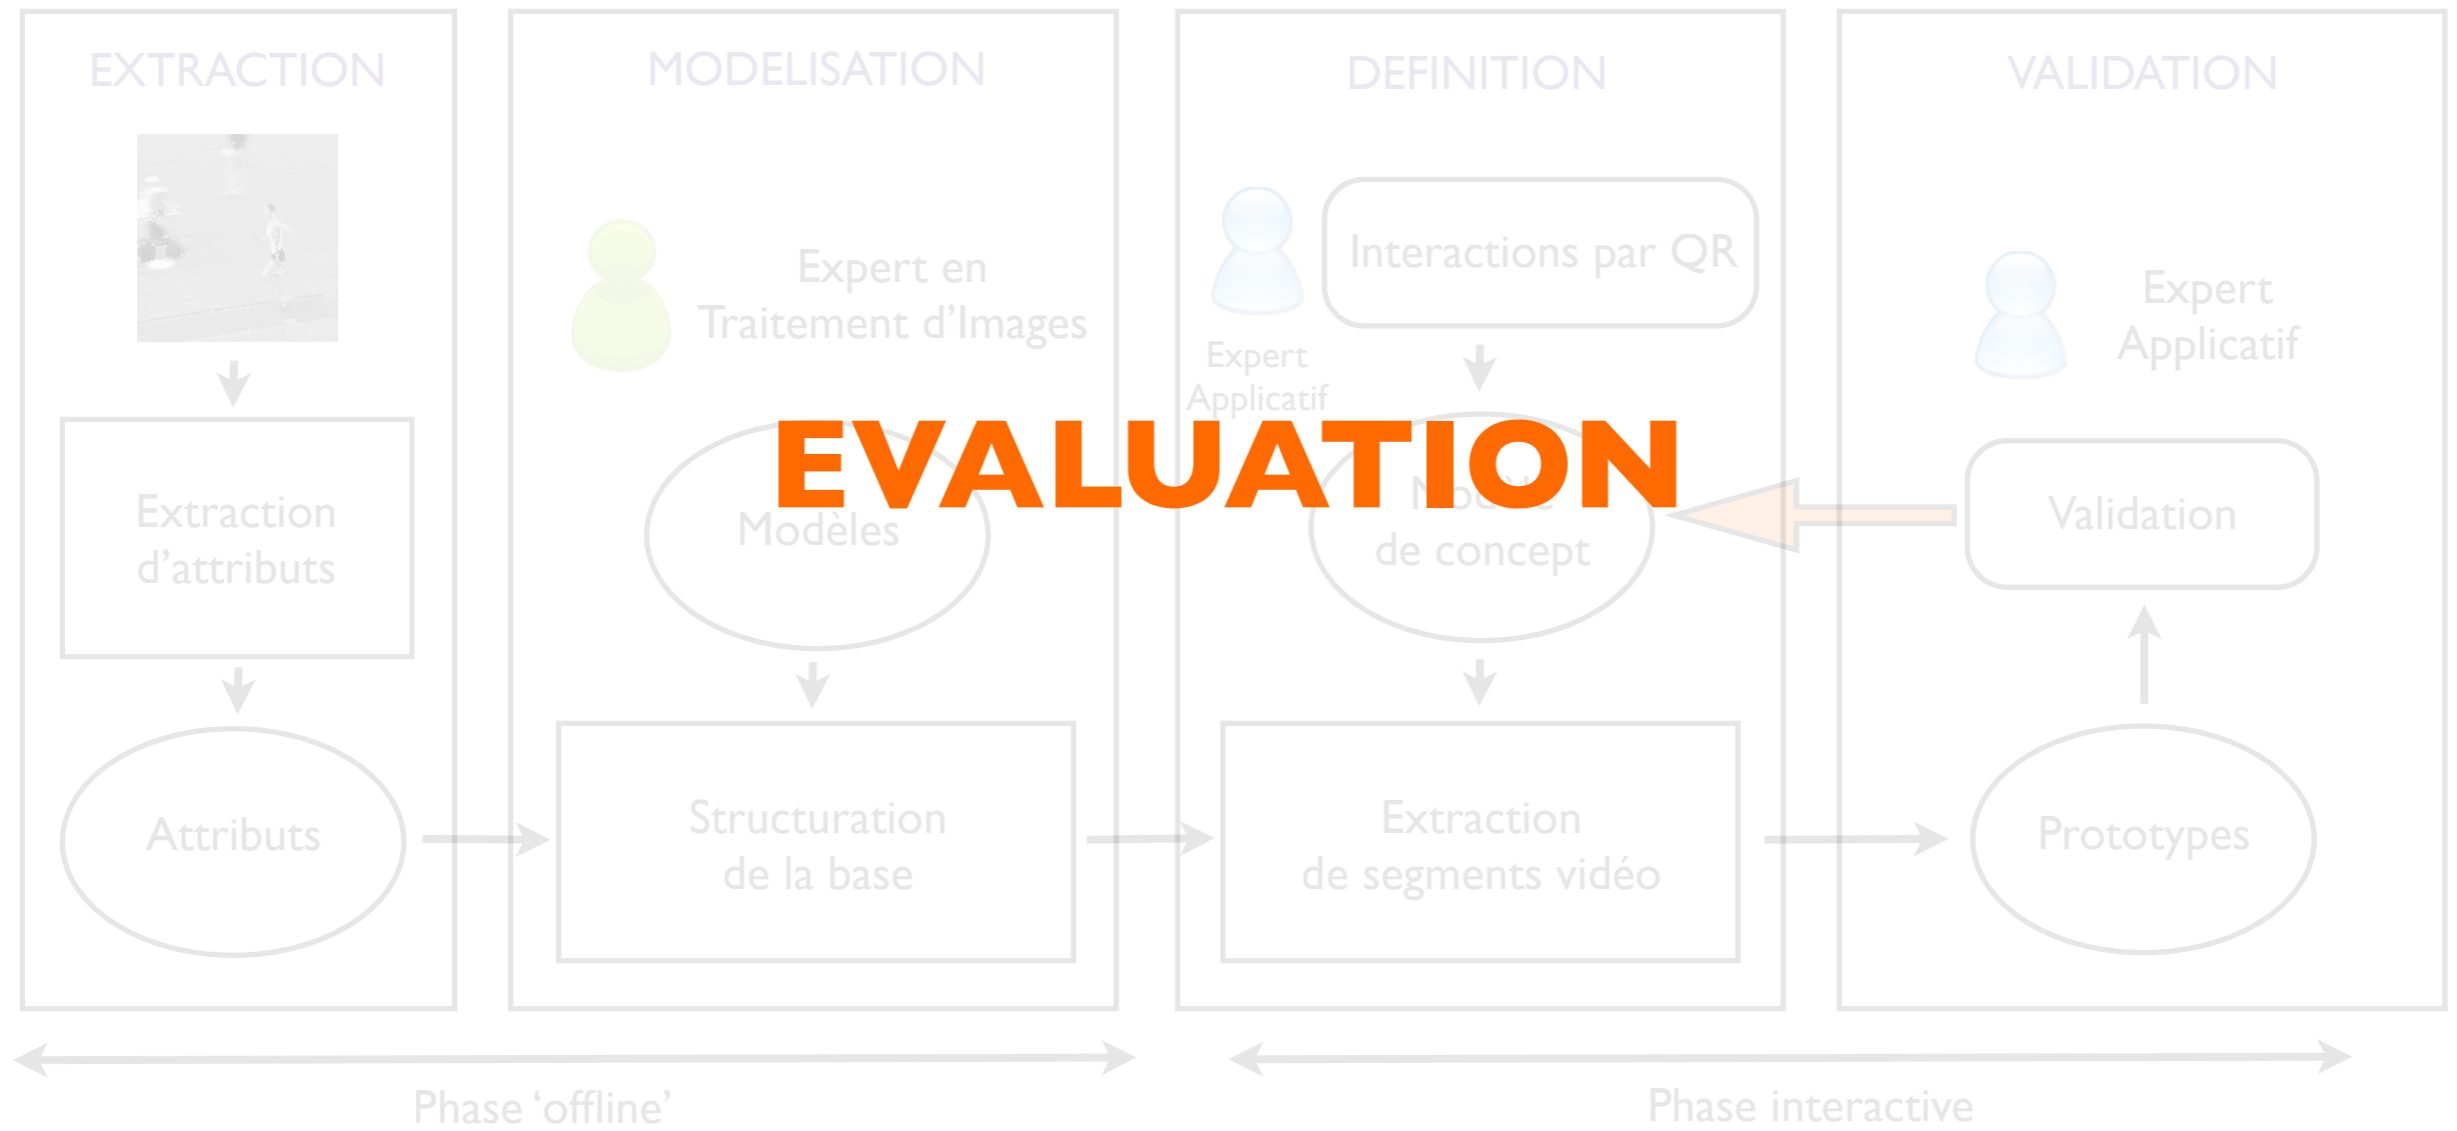 EXTRACTION
Extraction
d’attributs
Attributs
MODELISATION
Expert en
Traitement d’Images
Modèles
Structuration
de la base
DEFINITION
Interactions par QR
Expert
Applicatif
EVALUATION
Modèle
de concept
Extraction
de segments vidéo
VALIDATION
Expert
Applicatif
Validation
Prototypes
Phase ‘offline’
Phase interactive